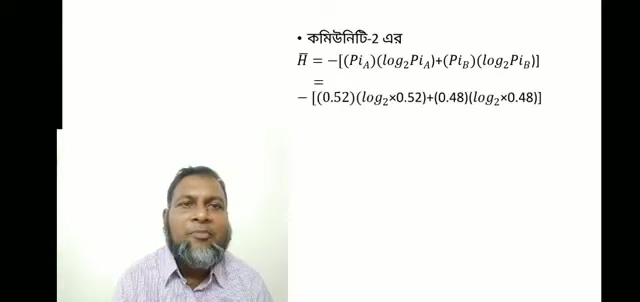 • কমিউনিটি-2 এর
H̅ = −[(Pi_A)(log₂Pi_A)+(Pi_B)(log₂Pi_B)]
=
− [(0.52)(log₂×0.52)+(0.48)(log₂×0.48)]